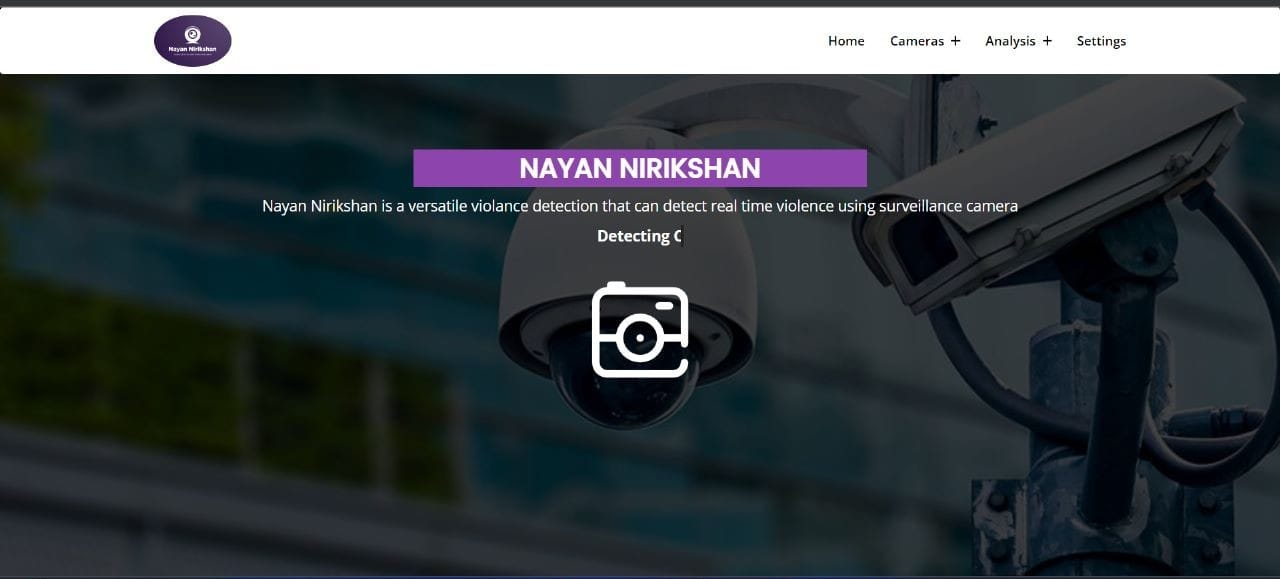 Nayan Nirikshan
Home
Cameras +
Analysis +
Settings
NAYAN NIRIKSHAN
Nayan Nirikshan is a versatile violance detection that can detect real time violence using surveillance camera
Detecting C